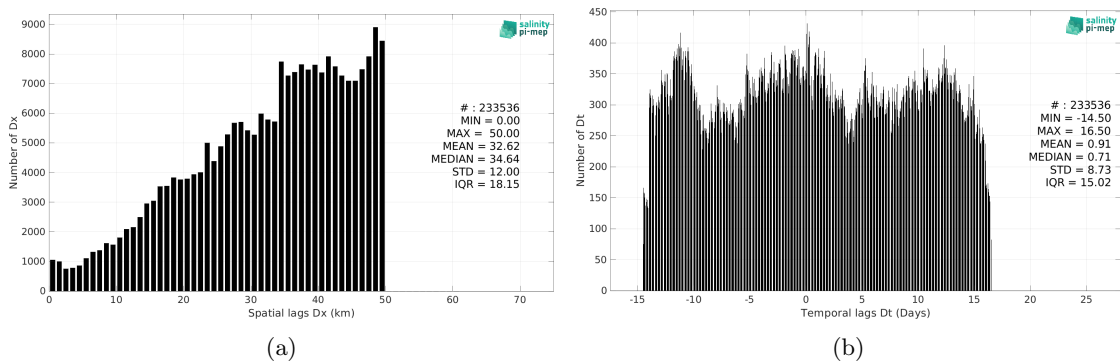 9000
8000
7000
6000
5000
4000
3000
2000
1000
0
Number of Dx
0 10 20 30 40 50 60 70
Spatial lags Dx (km)
salinity
pi-mep
# : 233536
MIN = 0.00
MAX = 50.00
MEAN = 32.62
MEDIAN = 34.64
STD = 12.00
IQR = 18.15
(a)
450
400
350
300
250
200
150
100
50
0
Number of Dt
-15 -10 -5 0 5 10 15 20 25
Temporal lags Dt (Days)
salinity
pi-mep
# : 233536
MIN = -14.50
MAX = 16.50
MEAN = 0.91
MEDIAN = 0.71
STD = 8.73
IQR = 15.02
(b)